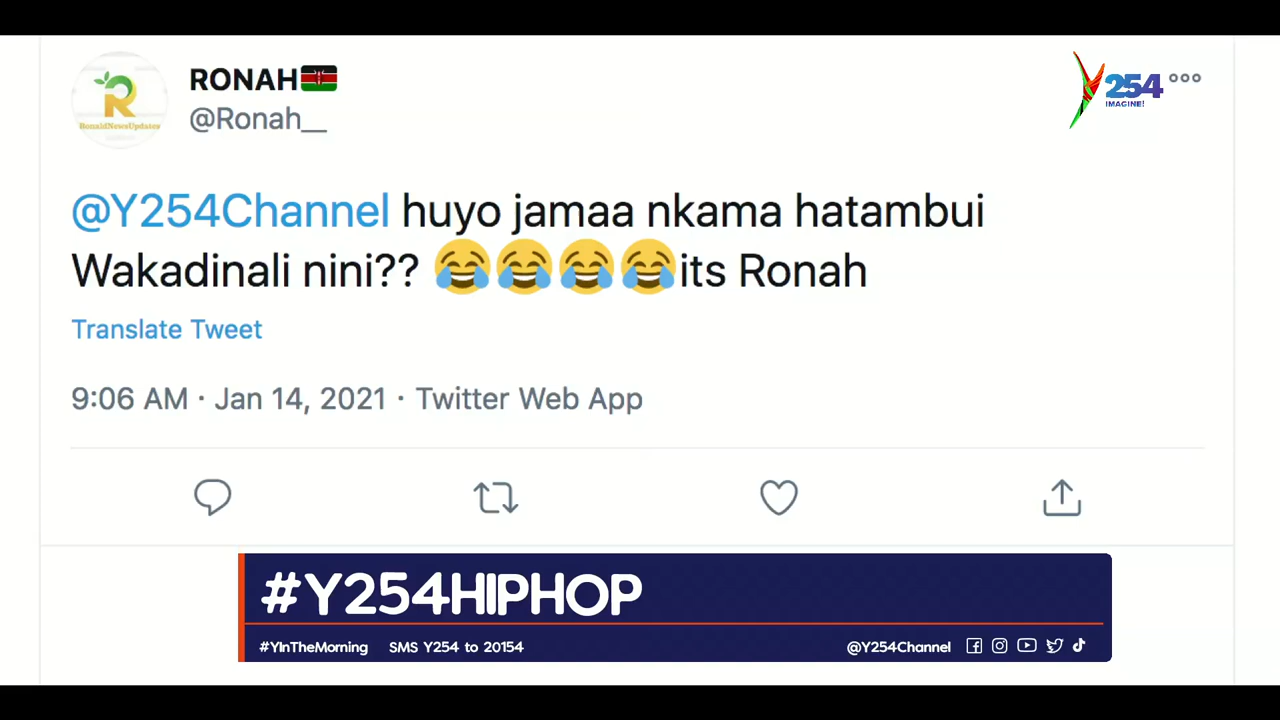 RONAH🇰🇪
@Ronah__
RonaldNewsUpdates
254
IMAGINE!
@Y254Channel huyo jamaa nkama hatambui
Wakadinali nini?? 😂😂😂😂its Ronah
Translate Tweet
9:06 AM · Jan 14, 2021 · Twitter Web App
#Y254HIPHOP
#YInTheMorning SMS Y254 to 20154 @Y254Channel